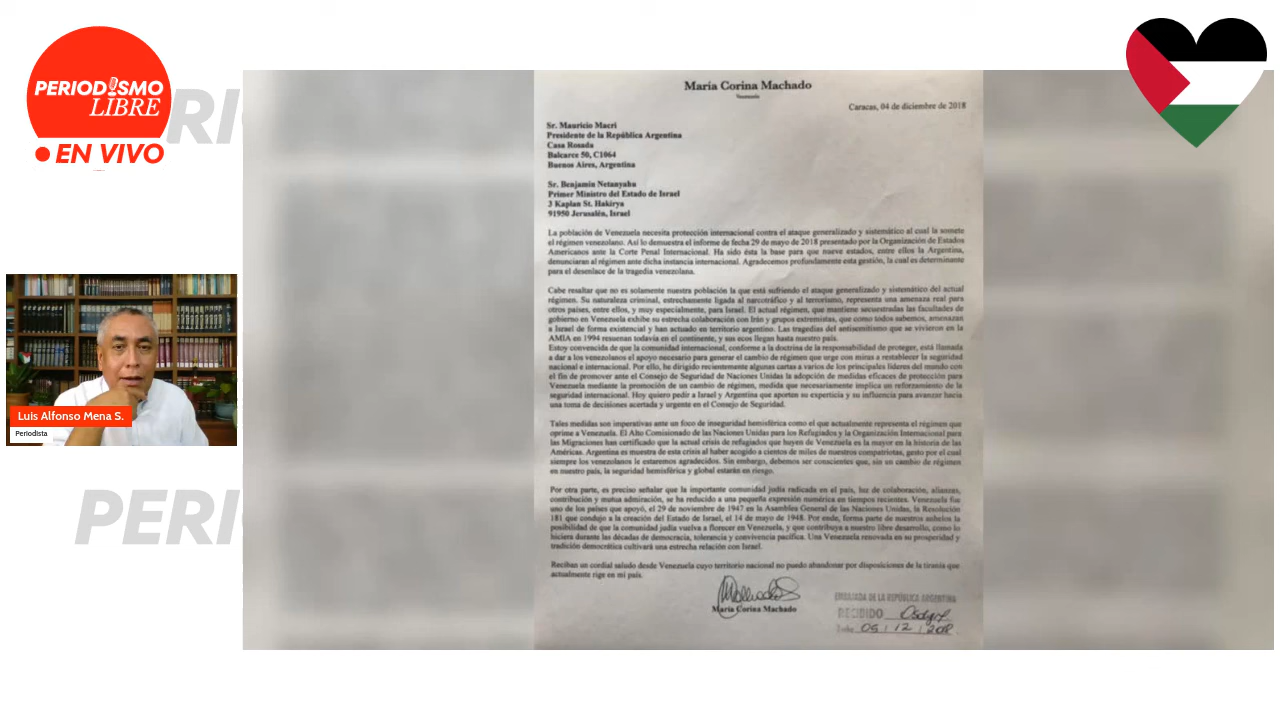 PERIODISMO
LIBRE
EN VIVO
PERI
Luis Alfonso Mena S.
Periodista
PERI
María Corina Machado
Venezuela
Caracas, 04 de diciembre de 2018
Sr. Mauricio Macri
Presidente de la República Argentina
Casa Rosada
Balcarce 50, C1064
Buenos Aires, Argentina
Sr. Benjamin Netanyahu
Primer Ministro del Estado de Israel
3 Kaplan St. Hakirya
91950 Jerusalén, Israel
La población de Venezuela necesita protección internacional contra el ataque generalizado y sistemático al cual la somete
el régimen venezolano. Así lo demuestra el informe de fecha 29 de mayo de 2018 presentado por la Organización de Estados
Americanos ante la Corte Penal Internacional. Ha sido ésta la base para que nueve estados, entre ellos la Argentina,
denunciaran al régimen ante dicha instancia internacional. Agradecemos profundamente esta gestión, la cual es determinante
para el desenlace de la tragedia venezolana.
Cabe resaltar que no es solamente nuestra población la que está sufriendo el ataque generalizado y sistemático del actual
régimen. Su naturaleza criminal, estrechamente ligada al narcotráfico y al terrorismo, representa una amenaza real para
otros países, entre ellos, y muy especialmente, para Israel. El actual régimen, que mantiene secuestradas las facultades de
gobierno en Venezuela exhibe su estrecha colaboración con Irán y grupos extremistas, que como todos sabemos, amenazan
a Israel de forma existencial y han actuado en territorio argentino. Las tragedias del antisemitismo que se vivieron en la
AMIA en 1994 resuenan todavía en el continente, y sus ecos llegan hasta nuestro país.
Estoy convencida de que la comunidad internacional, conforme a la doctrina de la responsabilidad de proteger, está llamada
a dar a los venezolanos el apoyo necesario para generar el cambio de régimen que urge con miras a restablecer la seguridad
nacional e internacional. Por ello, he dirigido recientemente algunas cartas a varios de los principales líderes del mundo con
el fin de promover ante el Consejo de Seguridad de Naciones Unidas la adopción de medidas eficaces de protección para
Venezuela mediante la promoción de un cambio de régimen, medida que necesariamente implica un reforzamiento de la
seguridad internacional. Hoy quiero pedir a Israel y Argentina que aporten su experticia y su influencia para avanzar hacia
una toma de decisiones acertada y urgente en el Consejo de Seguridad.
Tales medidas son imperativas ante un foco de inseguridad hemisférica como el que actualmente representa el régimen que
oprime a Venezuela. El Alto Comisionado de las Naciones Unidas para los Refugiados y la Organización Internacional para
las Migraciones han certificado que la actual crisis de refugiados que huyen de Venezuela es la mayor en la historia de las
Américas. Argentina es muestra de esta crisis al haber acogido a cientos de miles de nuestros compatriotas, gesto por el cual
siempre los venezolanos le estaremos agradecidos. Sin embargo, debemos ser conscientes que, sin un cambio de régimen
en nuestro país, la seguridad hemisférica y global estarán en riesgo.
Por otra parte, es preciso señalar que la importante comunidad judía radicada en el país, luz de colaboración, alianzas,
contribución y mutua admiración, se ha reducido a una pequeña expresión numérica en tiempos recientes. Venezuela fue
uno de los países que apoyó, el 29 de noviembre de 1947 en la Asamblea General de las Naciones Unidas, la Resolución
181 que condujo a la creación del Estado de Israel, el 14 de mayo de 1948. Por ende, forma parte de nuestros anhelos la
posibilidad de que la comunidad judía vuelva a florecer en Venezuela, y que contribuya a nuestro libre desarrollo, como lo
hiciera durante las décadas de democracia, tolerancia y convivencia pacífica. Una Venezuela renovada en su prosperidad y
tradición democrática cultivará una estrecha relación con Israel.
Reciban un cordial saludo desde Venezuela cuyo territorio nacional no puedo abandonar por disposiciones de la tiranía que
actualmente rige en mi país.
María Corina Machado
EMBAJADA DE LA REPÚBLICA ARGENTINA
RECIBIDO
Fecha 05 / 12 / 2018